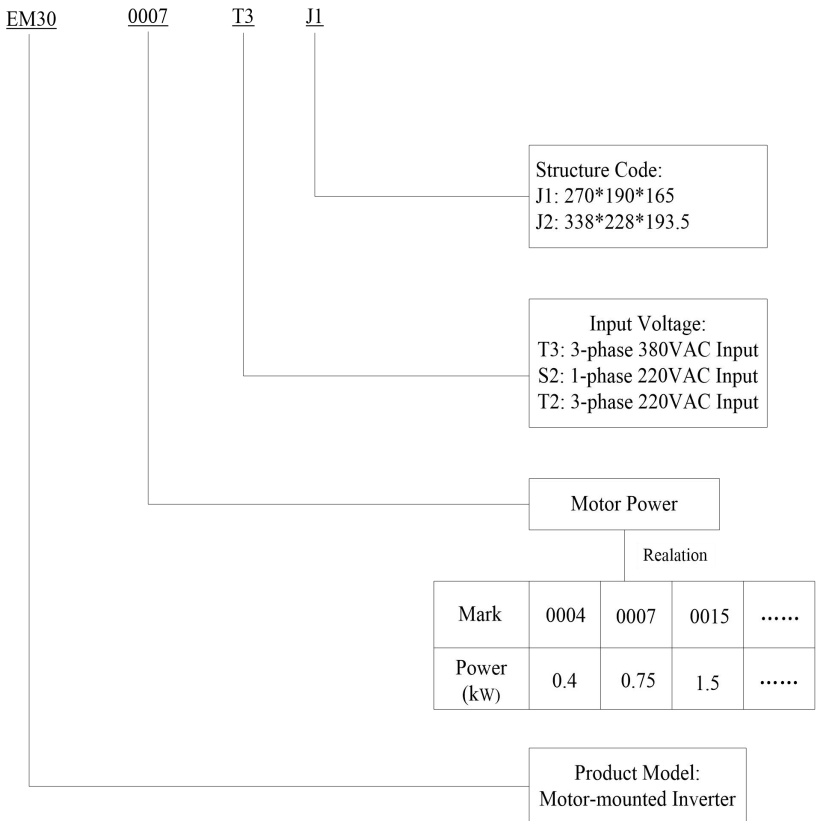 EM30 0007 T3 J1
Structure Code:
J1: 270*190*165
J2: 338*228*193.5
Input Voltage:
T3: 3-phase 380VAC Input
S2: 1-phase 220VAC Input
T2: 3-phase 220VAC Input
Motor Power
Realation
Mark 0004 0007 0015 ······
Power (kW) 0.4 0.75 1.5 ······
Product Model:
Motor-mounted Inverter